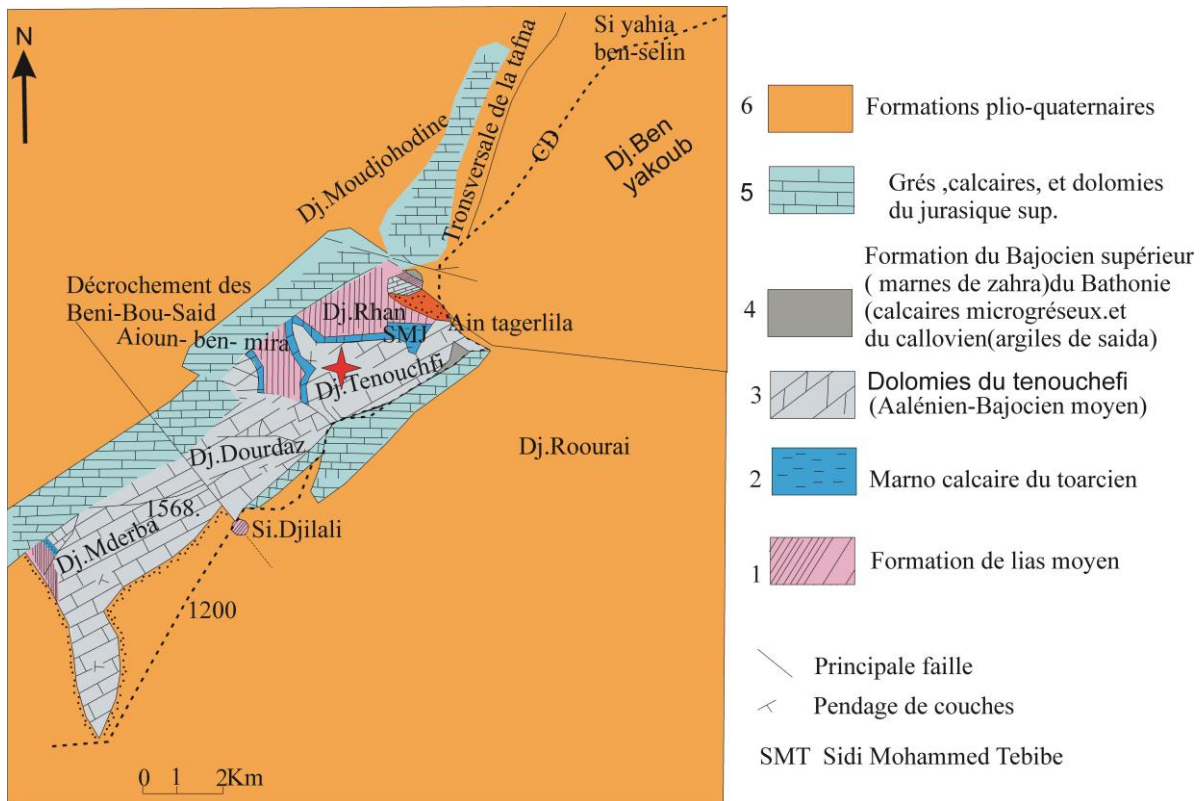 N
Si yahia
ben-selin
Tronsversale de la tafna
CD
Dj.Ben
yakoub
Dj.Moudjohodine
Décrochement des
Beni-Bou-Said
Aioun- ben- mira
Dj.Rhan
SMJ
Ain tagerlila
Dj.Tenouchfi
Dj.Dourdaz
Dj.Roourai
1568.
Dj.Mderba
Si.Djilali
1200
0 1 2Km
6 Formations plio-quaternaires
5 Grés ,calcaires, et dolomies
du jurasique sup.
Formation du Bajocien supérieur
( marnes de zahra)du Bathonie
4 (calcaires microgréseux.et
du callovien(argiles de saida)
3 Dolomies du tenouchefi
(Aalénien-Bajocien moyen)
2 Marno calcaire du toarcien
1 Formation de lias moyen
Principale faille
Pendage de couches
SMT Sidi Mohammed Tebibe